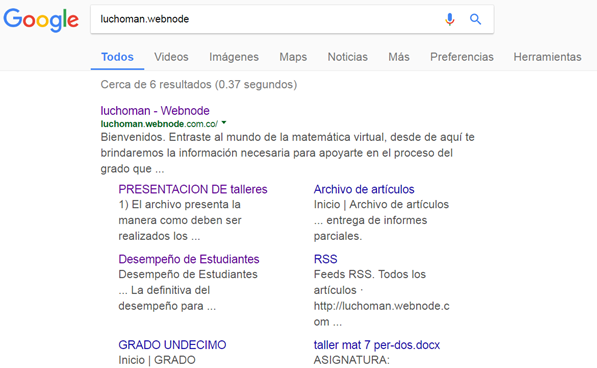 Google
luchoman.webnode
Todos Videos Imágenes Maps Noticias Más Preferencias Herramientas
Cerca de 6 resultados (0.37 segundos)
luchoman - Webnode
luchoman.webnode.com.co/
Bienvenidos. Entraste al mundo de la matemática virtual, desde de aquí te
brindaremos la información necesaria para apoyarte en el proceso del
grado que ...
PRESENTACION DE talleres
1) El archivo presenta la
manera como deben ser
realizados los ...
Archivo de artículos
Inicio | Archivo de artículos
... entrega de informes
parciales.
Desempeño de Estudiantes
Desempeño de Estudiantes
... La definitiva del
desempeño para ...
RSS
Feeds RSS. Todos los
artículos ·
http://luchoman.webnode.c
om ...
GRADO UNDECIMO
Inicio | GRADO
taller mat 7 per-dos.docx
ASIGNATURA: